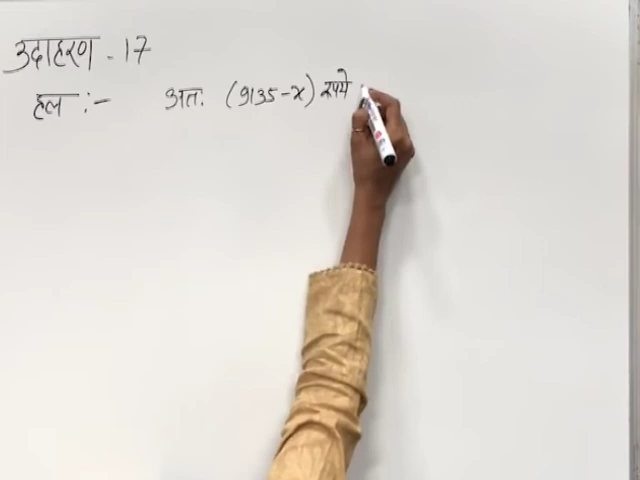 उदाहरण - 17
हल :- अतः (9135-x) रूपये